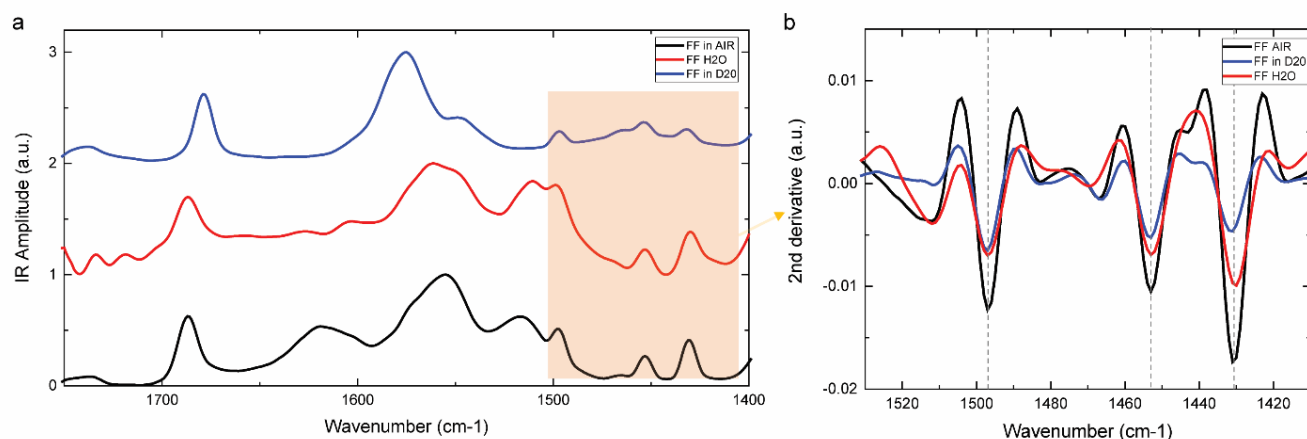 a
IR Amplitude (a.u.)
3
2
1
0
1700
1600
1500
1400
Wavenumber (cm-1)
FF in AIR
FF H2O
FF in D20
b
2nd derivative (a.u.)
0.01
0.00
-0.01
-0.02
1520
1500
1480
1460
1440
1420
Wavenumber (cm-1)
FF AIR
FF in D20
FF H2O